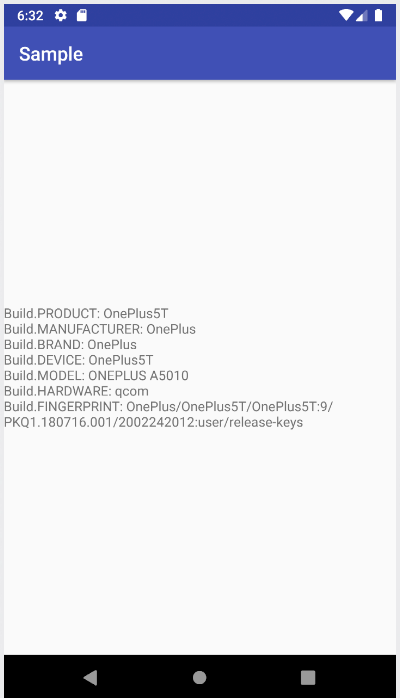 6:32
Sample
Build.PRODUCT: OnePlus5T
Build.MANUFACTURER: OnePlus
Build.BRAND: OnePlus
Build.DEVICE: OnePlus5T
Build.MODEL: ONEPLUS A5010
Build.HARDWARE: qcom
Build.FINGERPRINT: OnePlus/OnePlus5T/OnePlus5T:9/
PKQ1.180716.001/2002242012:user/release-keys